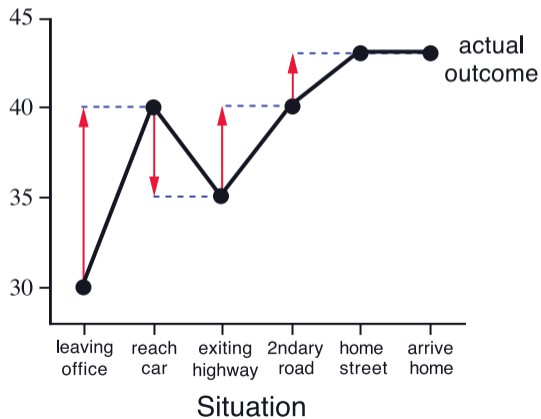 45
40
35
30
actual
outcome
leaving
office
reach
car
exiting
highway
2ndary
road
home
street
arrive
home
Situation